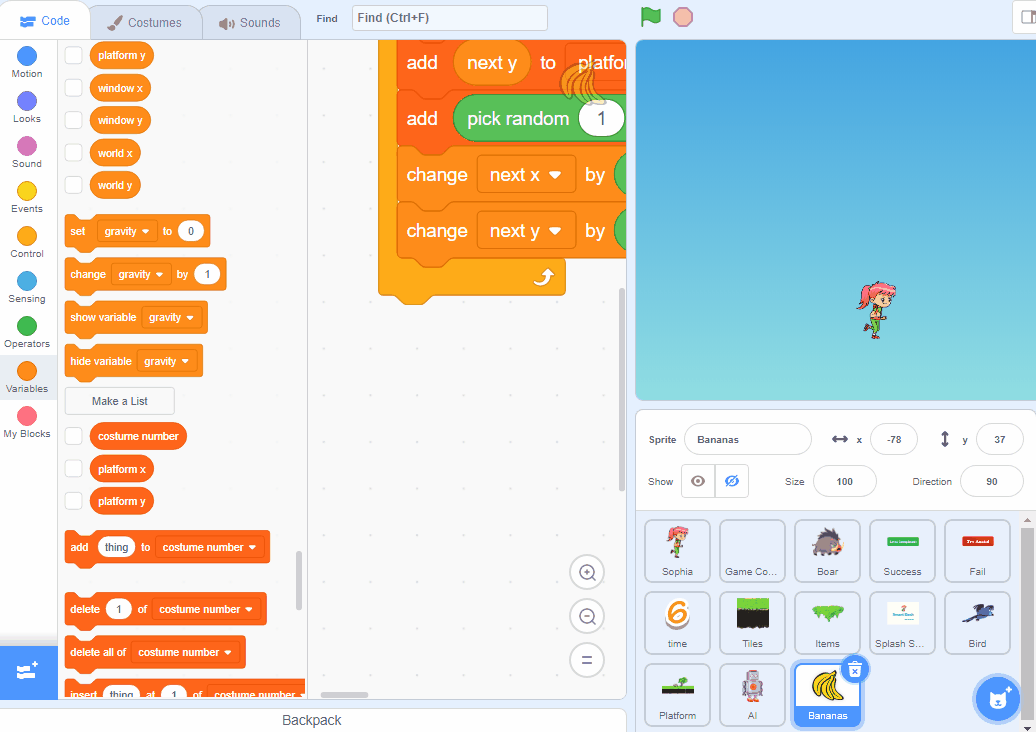 Code
Costumes
Sounds
Find
Find (Ctrl+F)
Motion
Looks
Sound
Events
Control
Sensing
Operators
Variables
My Blocks
platform y
window x
window y
world x
world y
set gravity to 0
change gravity by 1
show variable gravity
hide variable gravity
Make a List
costume number
platform x
platform y
add thing to costume number
delete 1 of costume number
delete all of costume number
insert thing at 1 of costume number
add next y to platfo
add pick random 1
change next x by
change next y by
Backpack
Sprite Bananas x -78 y 37
Show Size 100 Direction 90
Sophia
Game Co...
Boar
Success
Fail
time
Tiles
Items
Splash S...
Bird
Platform
AI
Bananas